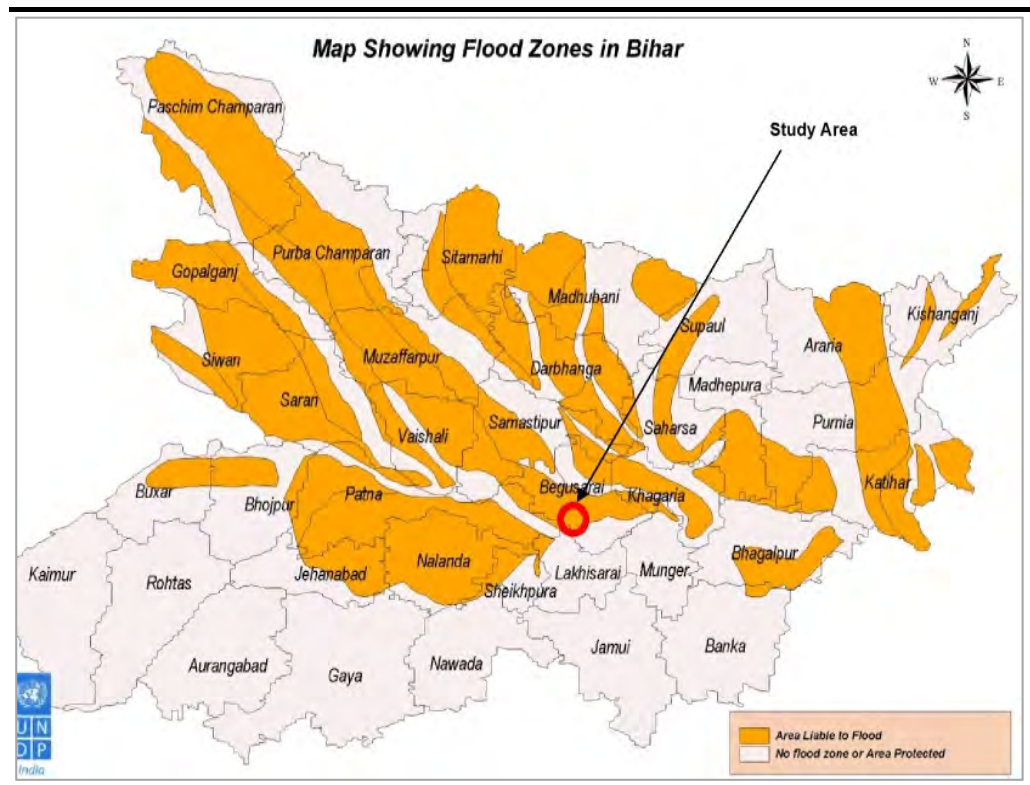 Map Showing Flood Zones in Bihar
N
W
E
S
Study Area
Paschim Champaran
Purba Champaran
Sitamarhi
Gopalganj
Madhubani
Kishanganj
Supaul
Araria
Siwan
Muzaffarpur
Darbhanga
Madhepura
Saran
Samastipur
Saharsa
Purnia
Vaishali
Begusarai
Khagaria
Katihar
Buxar
Bhojpur
Patna
Bhagalpur
Kaimur
Rohtas
Jehanabad
Nalanda
Sheikhpura
Lakhisarai
Munger
Aurangabad
Gaya
Nawada
Jamui
Banka
U N
D P
India
Area Liable to Flood
No flood zone or Area Protected